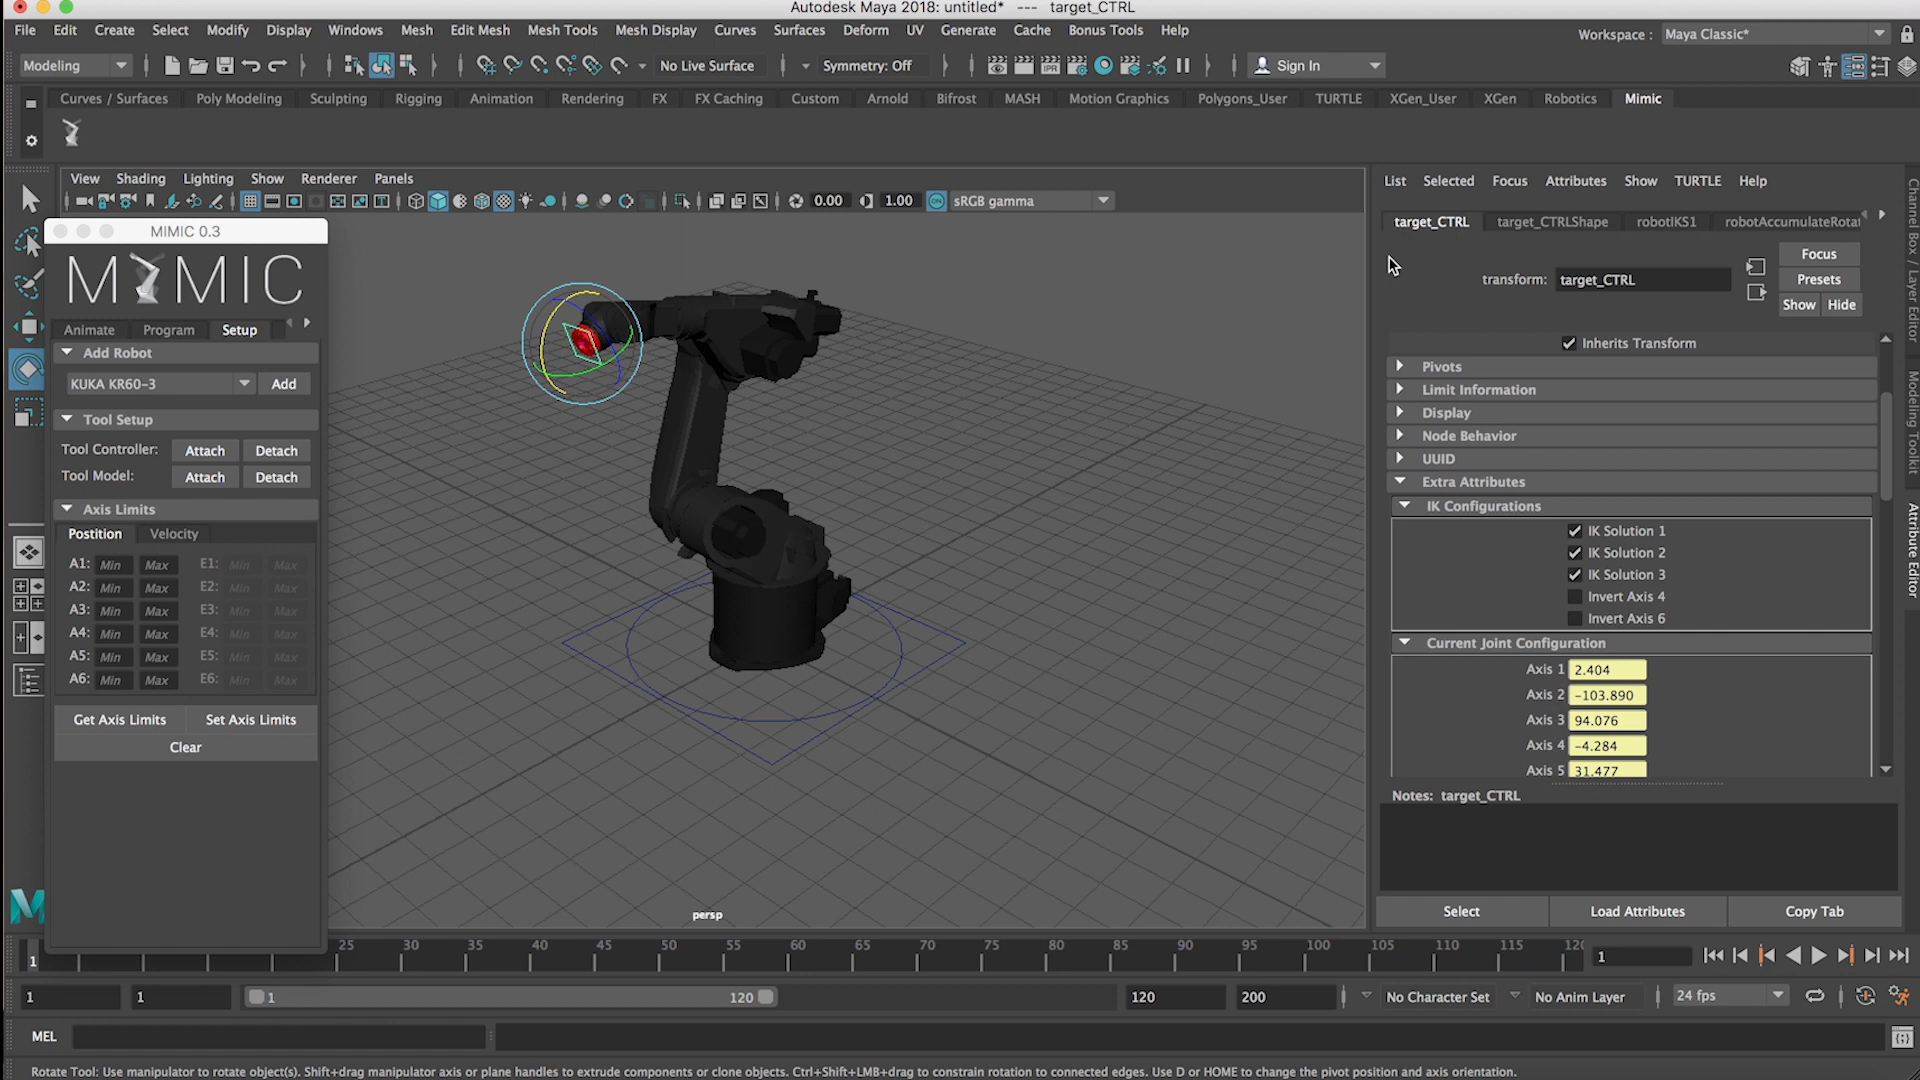 Autodesk Maya 2018: untitled* --- target_CTRL
File Edit Create Select Modify Display Windows Mesh Edit Mesh Mesh Tools Mesh Display Curves Surfaces Deform UV Generate Cache Bonus Tools Help
Workspace : Maya Classic*
Modeling No Live Surface Symmetry: Off IPR Sign In
Curves / Surfaces Poly Modeling Sculpting Rigging Animation Rendering FX FX Caching Custom Arnold Bifrost MASH Motion Graphics Polygons_User TURTLE XGen_User XGen Robotics Mimic
View Shading Lighting Show Renderer Panels
0.00 1.00 sRGB gamma
MIMIC 0.3
MIMIC
Animate Program Setup
Add Robot
KUKA KR60-3 Add
Tool Setup
Tool Controller: Attach Detach
Tool Model: Attach Detach
Axis Limits
Postition Velocity
A1: Min Max E1: Min Max
A2: Min Max E2: Min Max
A3: Min Max E3: Min Max
A4: Min Max E4: Min Max
A5: Min Max E5: Min Max
A6: Min Max E6: Min Max
Get Axis Limits Set Axis Limits
Clear
persp
List Selected Focus Attributes Show TURTLE Help
target_CTRL target_CTRLShape robotIKS1 robotAccumulateRotat
transform: target_CTRL
Focus
Presets
Show Hide
Inherits Transform
Pivots
Limit Information
Display
Node Behavior
UUID
Extra Attributes
IK Configurations
IK Solution 1
IK Solution 2
IK Solution 3
Invert Axis 4
Invert Axis 6
Current Joint Configuration
Axis 1 2.404
Axis 2 -103.890
Axis 3 94.076
Axis 4 -4.284
Axis 5 31.477
Notes: target_CTRL
Select Load Attributes Copy Tab
Channel Box / Layer Editor
Modeling Toolkit
Attribute Editor
1 25 30 35 40 45 50 55 60 65 70 75 80 85 90 95 100 105 110 115 120 1
1 1 1 120 120 200 No Character Set No Anim Layer 24 fps
MEL
Rotate Tool: Use manipulator to rotate object(s). Shift+drag manipulator axis or plane handles to extrude components or clone objects. Ctrl+Shift+LMB+drag to constrain rotation to connected edges. Use D or HOME to change the pivot position and axis orientation.